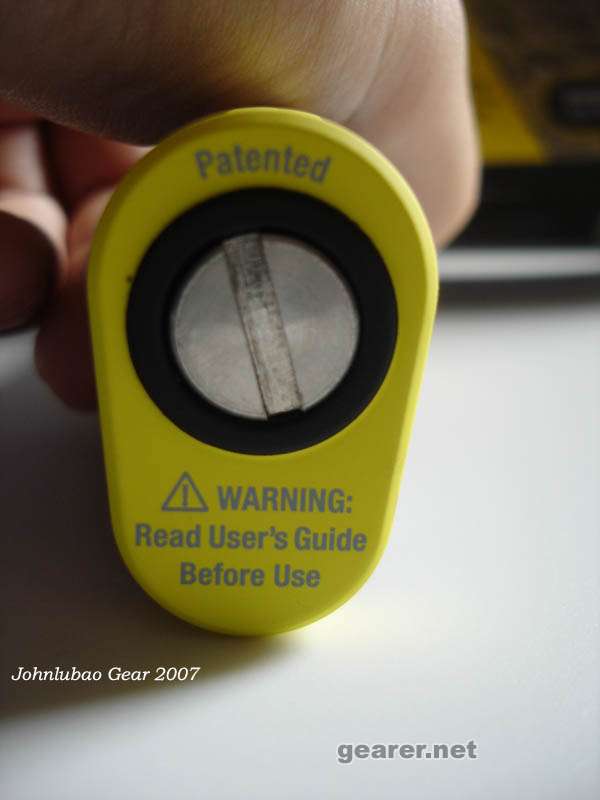 Patented
WARNING:
Read User's Guide
Before Use
Johnlubao Gear 2007
gearer.net